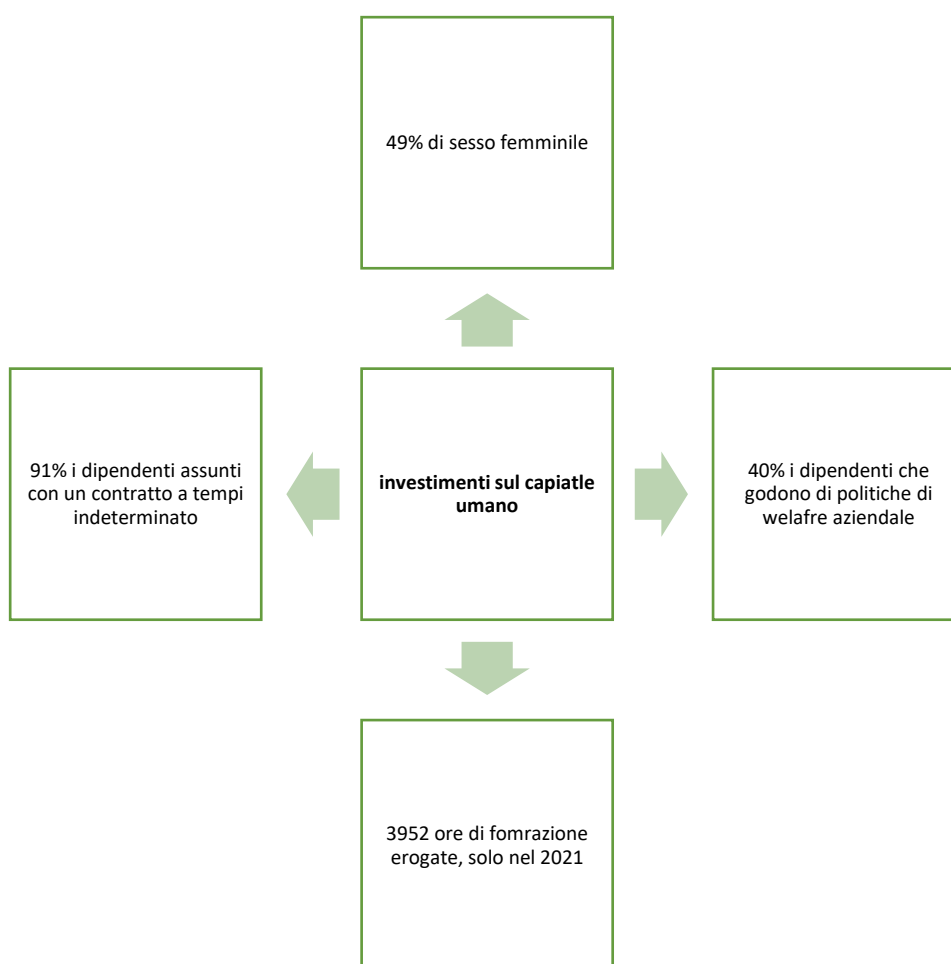 49% di sesso femminile
91% i dipendenti assunti
con un contratto a tempi
indeterminato
investimenti sul capiatle
umano
40% i dipendenti che
godono di politiche di
welafre aziendale
3952 ore di fomrazione
erogate, solo nel 2021